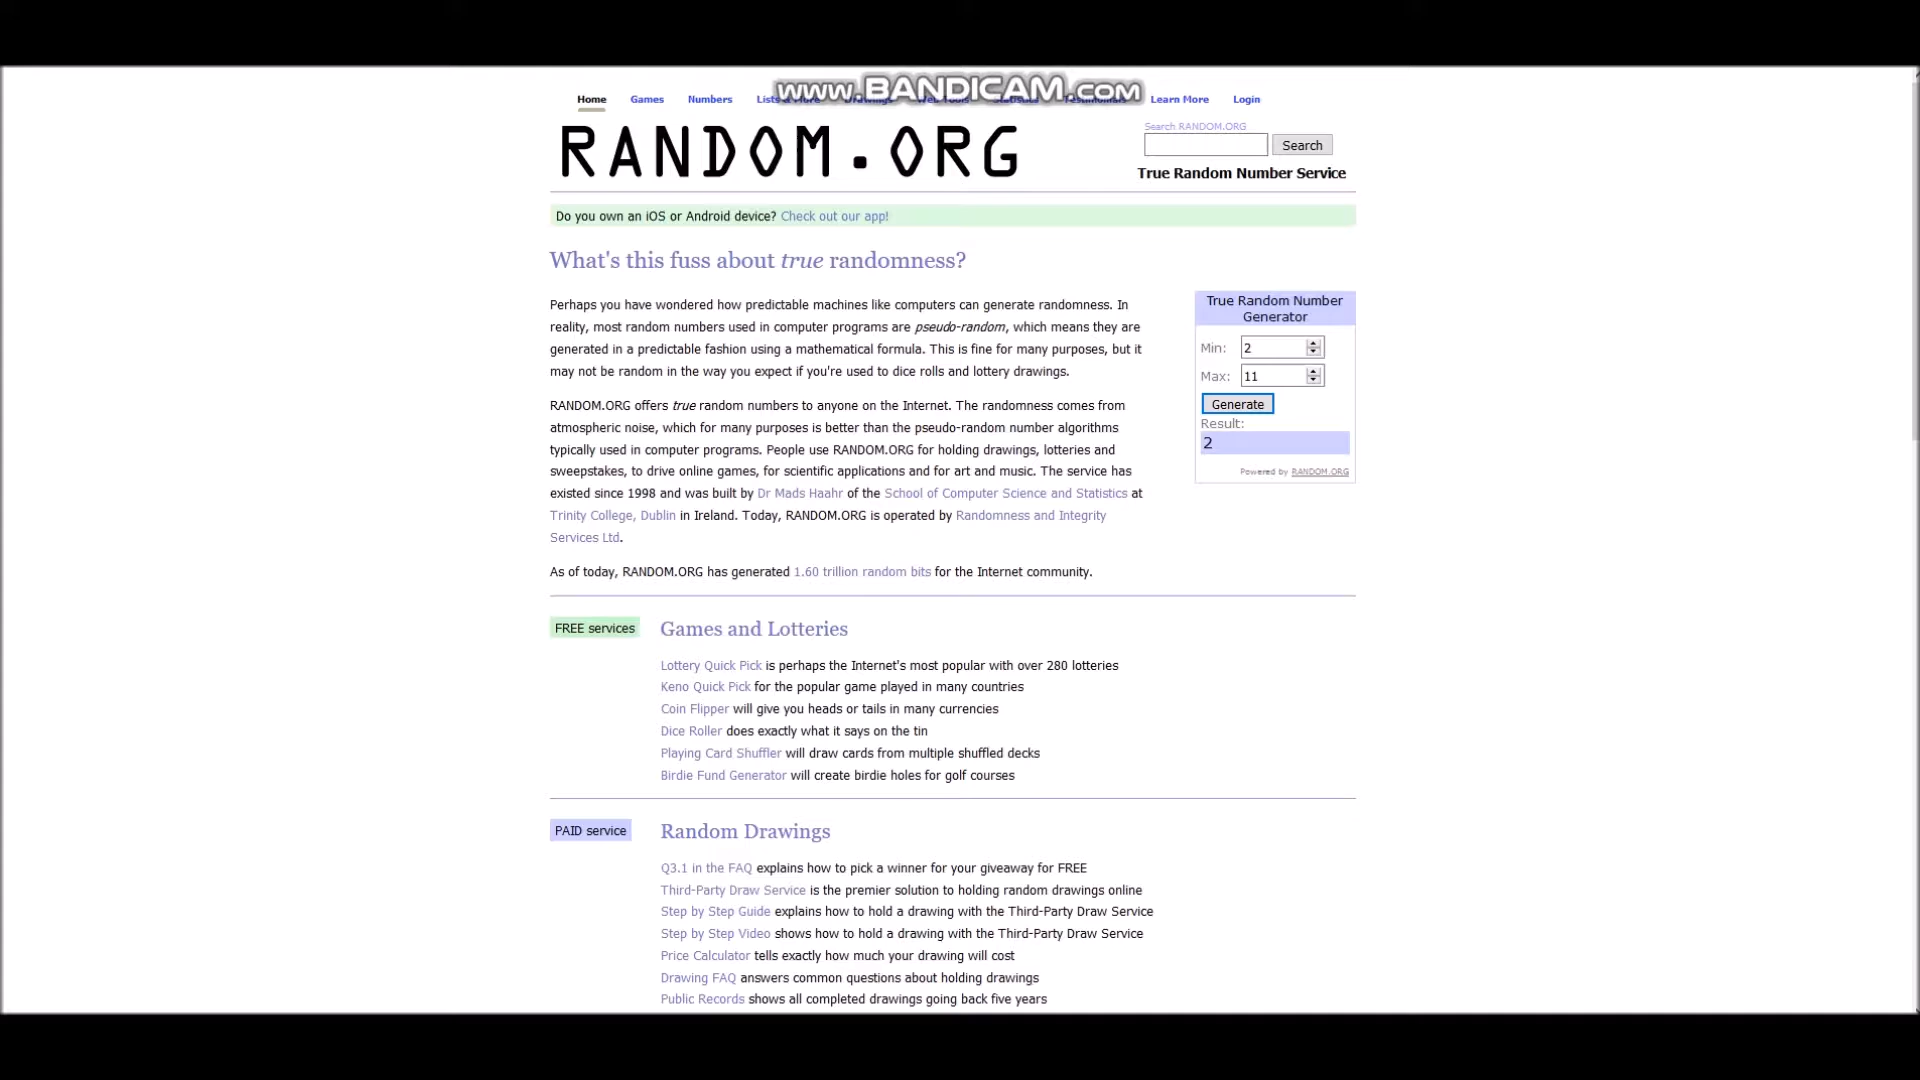 www.BANDICAM.com
Home Games Numbers Lists & More Drawings Web Tools Statistics Testimonials Learn More Login
RANDOM.ORG
Search RANDOM.ORG
Search
True Random Number Service
Do you own an iOS or Android device? Check out our app!
What's this fuss about true randomness?
Perhaps you have wondered how predictable machines like computers can generate randomness. In
reality, most random numbers used in computer programs are pseudo-random, which means they are
generated in a predictable fashion using a mathematical formula. This is fine for many purposes, but it
may not be random in the way you expect if you're used to dice rolls and lottery drawings.
RANDOM.ORG offers true random numbers to anyone on the Internet. The randomness comes from
atmospheric noise, which for many purposes is better than the pseudo-random number algorithms
typically used in computer programs. People use RANDOM.ORG for holding drawings, lotteries and
sweepstakes, to drive online games, for scientific applications and for art and music. The service has
existed since 1998 and was built by Dr Mads Haahr of the School of Computer Science and Statistics at
Trinity College, Dublin in Ireland. Today, RANDOM.ORG is operated by Randomness and Integrity
Services Ltd.
As of today, RANDOM.ORG has generated 1.60 trillion random bits for the Internet community.
True Random Number
Generator
Min: 2
Max: 11
Generate
Result:
2
Powered by RANDOM.ORG
FREE services
Games and Lotteries
Lottery Quick Pick is perhaps the Internet's most popular with over 280 lotteries
Keno Quick Pick for the popular game played in many countries
Coin Flipper will give you heads or tails in many currencies
Dice Roller does exactly what it says on the tin
Playing Card Shuffler will draw cards from multiple shuffled decks
Birdie Fund Generator will create birdie holes for golf courses
PAID service
Random Drawings
Q3.1 in the FAQ explains how to pick a winner for your giveaway for FREE
Third-Party Draw Service is the premier solution to holding random drawings online
Step by Step Guide explains how to hold a drawing with the Third-Party Draw Service
Step by Step Video shows how to hold a drawing with the Third-Party Draw Service
Price Calculator tells exactly how much your drawing will cost
Drawing FAQ answers common questions about holding drawings
Public Records shows all completed drawings going back five years